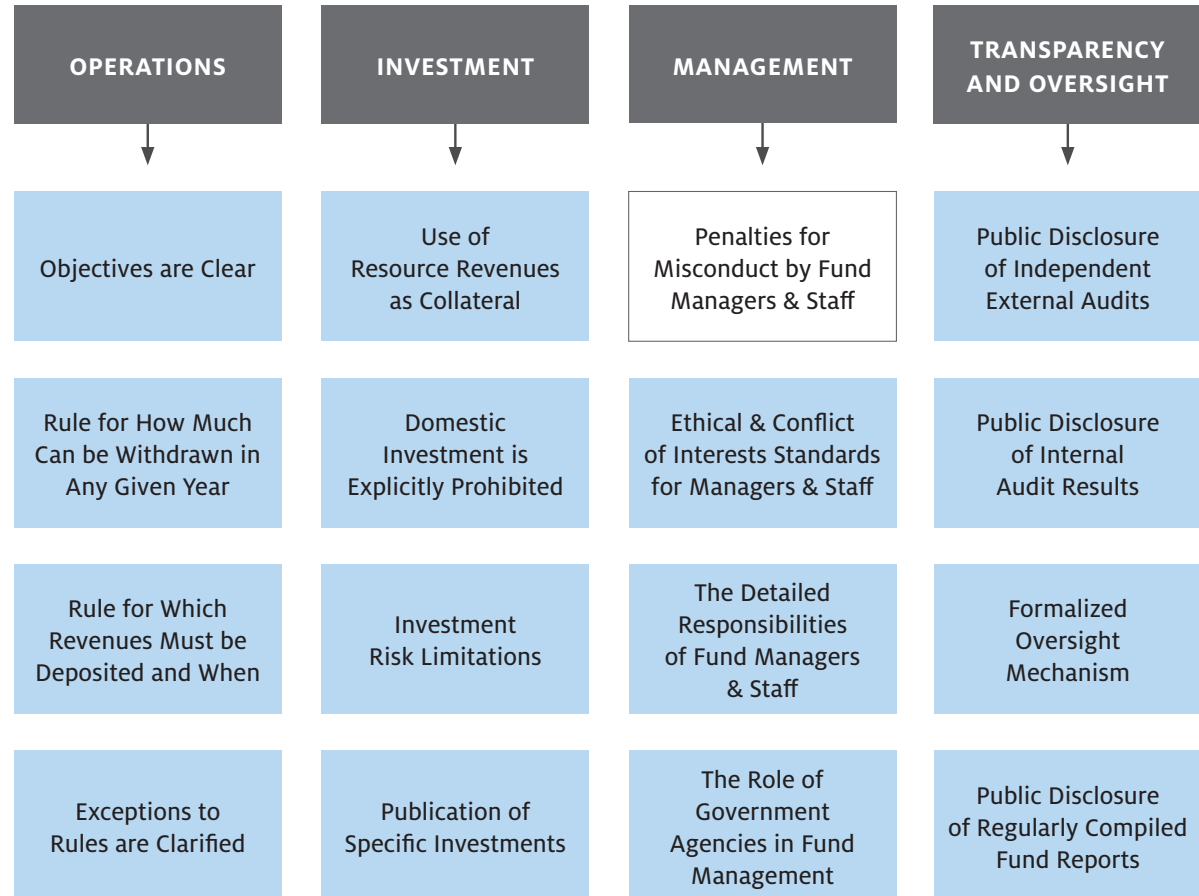 OPERATIONS
INVESTMENT
MANAGEMENT
TRANSPARENCY
AND OVERSIGHT
Objectives are Clear
Use of
Resource Revenues
as Collateral
Penalties for
Misconduct by Fund
Managers & Staff
Public Disclosure
of Independent
External Audits
Rule for How Much
Can be Withdrawn in
Any Given Year
Domestic
Investment is
Explicitly Prohibited
Ethical & Conflict
of Interests Standards
for Managers & Staff
Public Disclosure
of Internal
Audit Results
Rule for Which
Revenues Must be
Deposited and When
Investment
Risk Limitations
The Detailed
Responsibilities
of Fund Managers
& Staff
Formalized
Oversight
Mechanism
Exceptions to
Rules are Clarified
Publication of
Specific Investments
The Role of
Government
Agencies in Fund
Management
Public Disclosure
of Regularly Compiled
Fund Reports